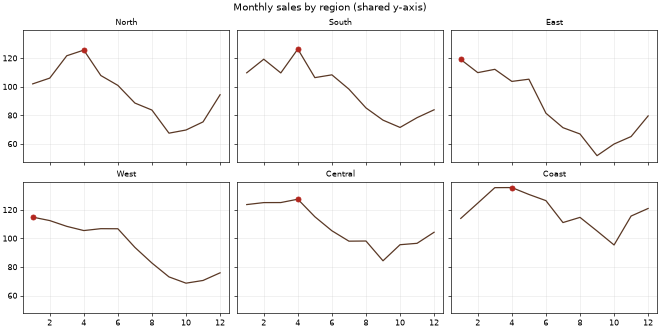 Monthly sales by region (shared y-axis)
North South East
120
100
80
60
West Central Coast
120
100
80
60
2 4 6 8 10 12 2 4 6 8 10 12 2 4 6 8 10 12